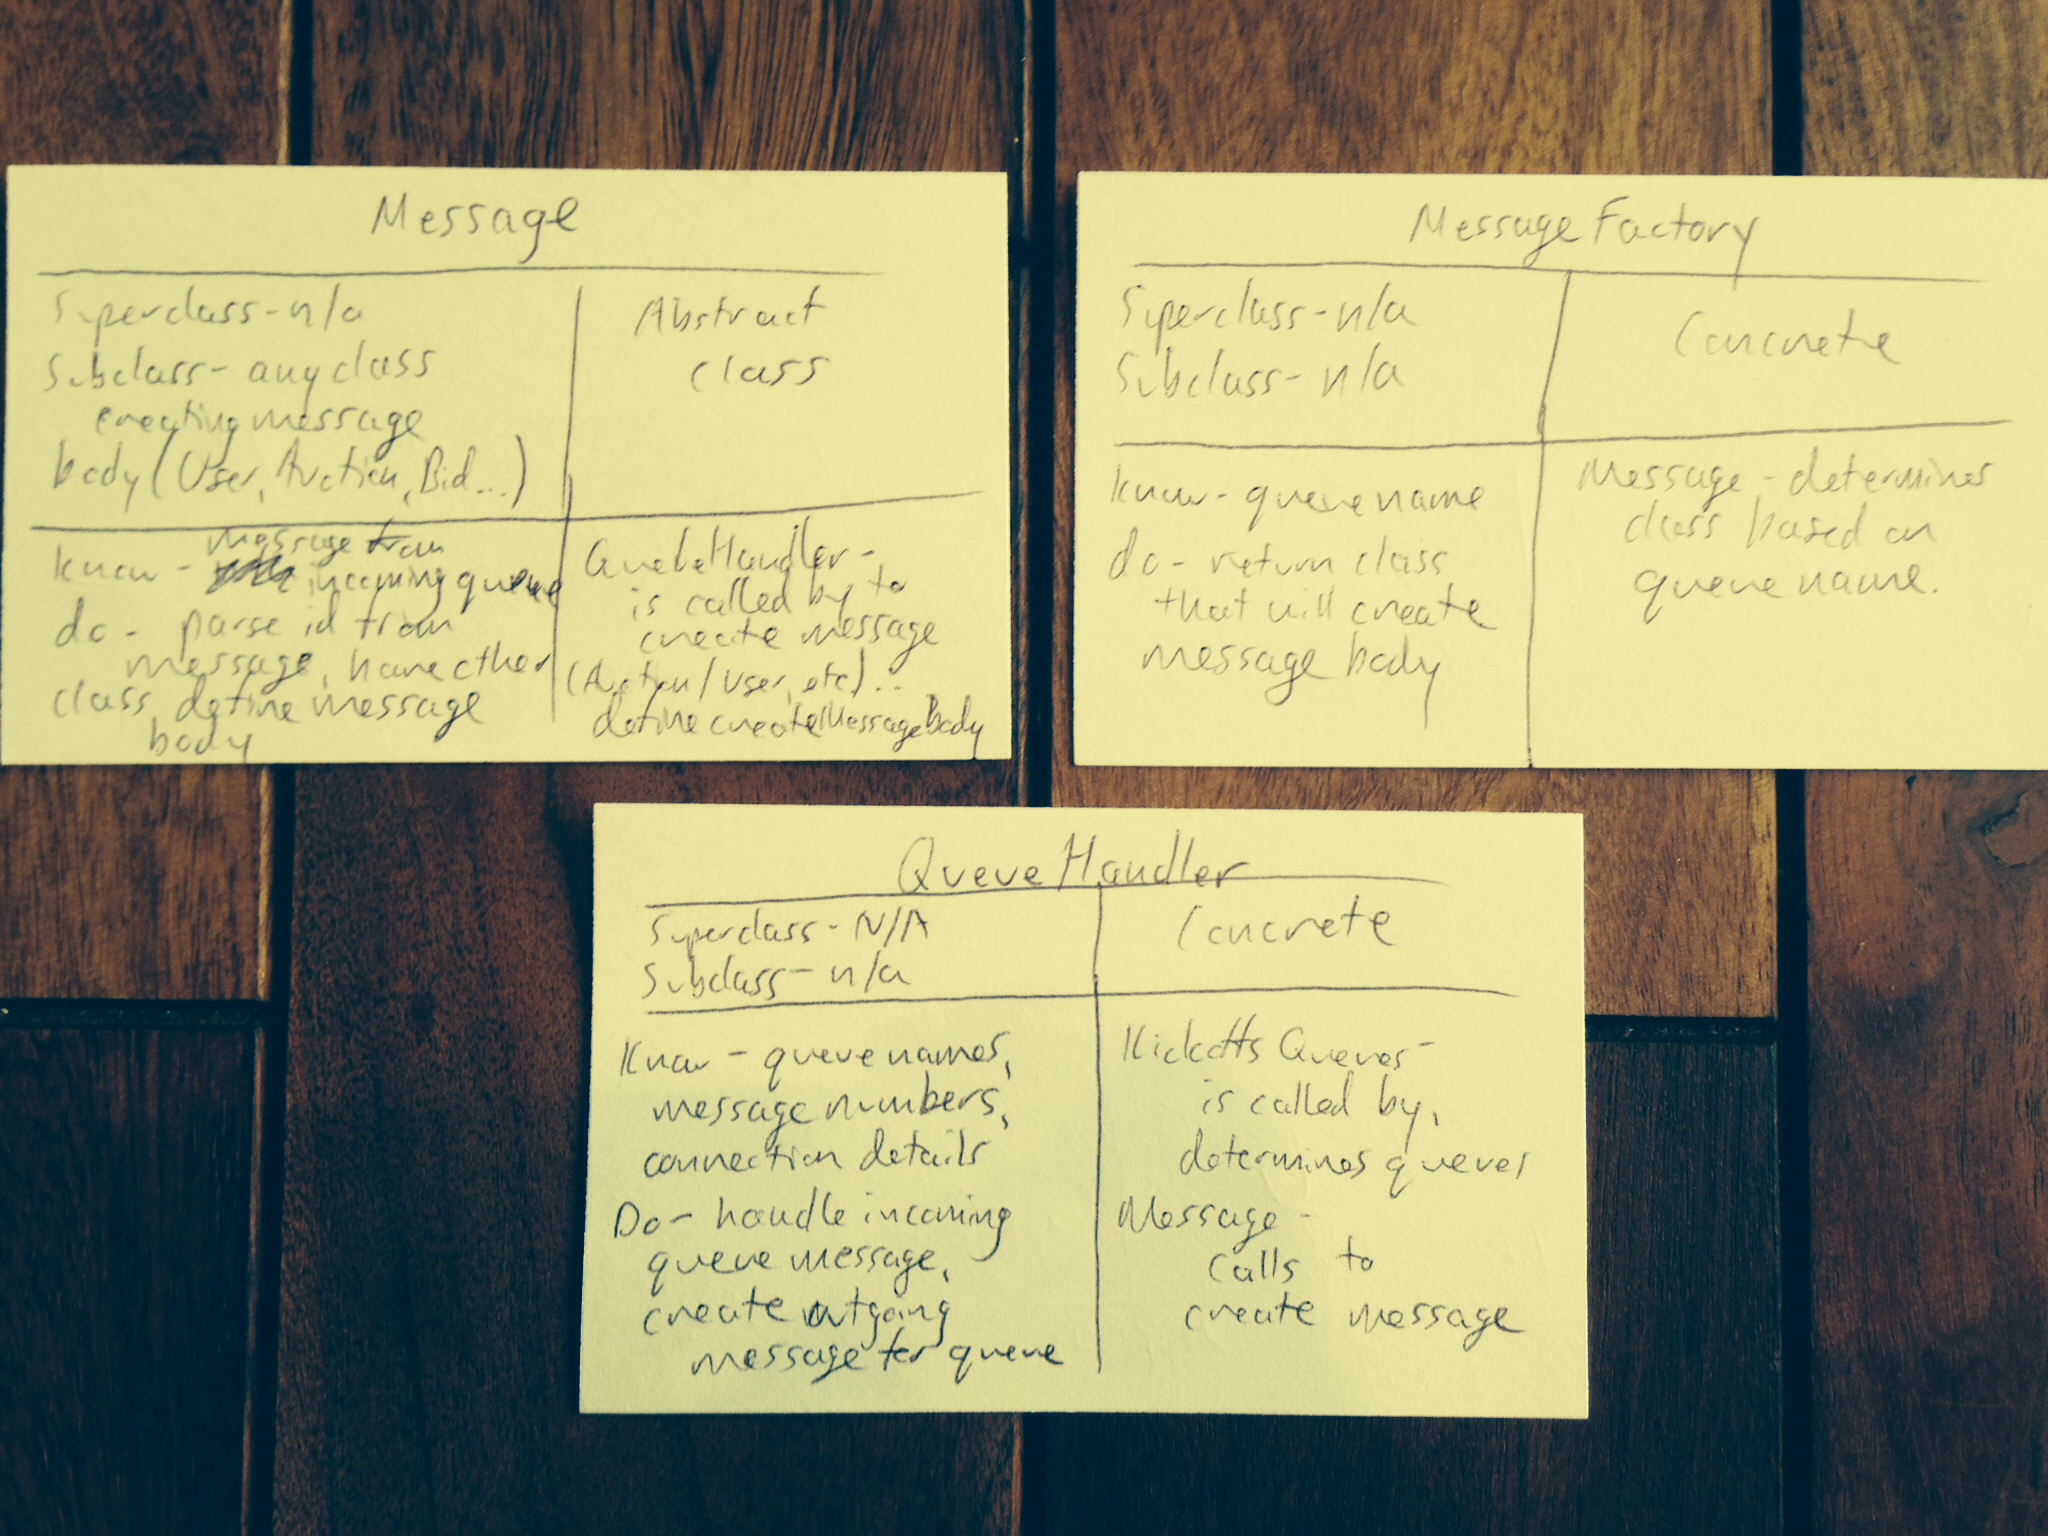 Message
Superclass - n/a
Subclass - any class
creating message
body (User, Auction, Bid...)
Abstract
class
Know - message from
incoming queue
do - parse id from
message, have other
class define message
body
QueueHandler -
is called by to
create message
(Auction/User, etc)..
define createMessageBody
MessageFactory
Superclass - n/a
Subclass - n/a
Concrete
Know - queue name
do - return class
that will create
message body
Message - determines
class based on
queue name.
QueueHandler
Superclass - N/A
Subclass - n/a
Concrete
Know - queue names,
message numbers,
connection details
Do - handle incoming
queue message,
create outgoing
message for queue
Kickoffs Queues -
is called by,
determines queues
Message -
calls to
create message